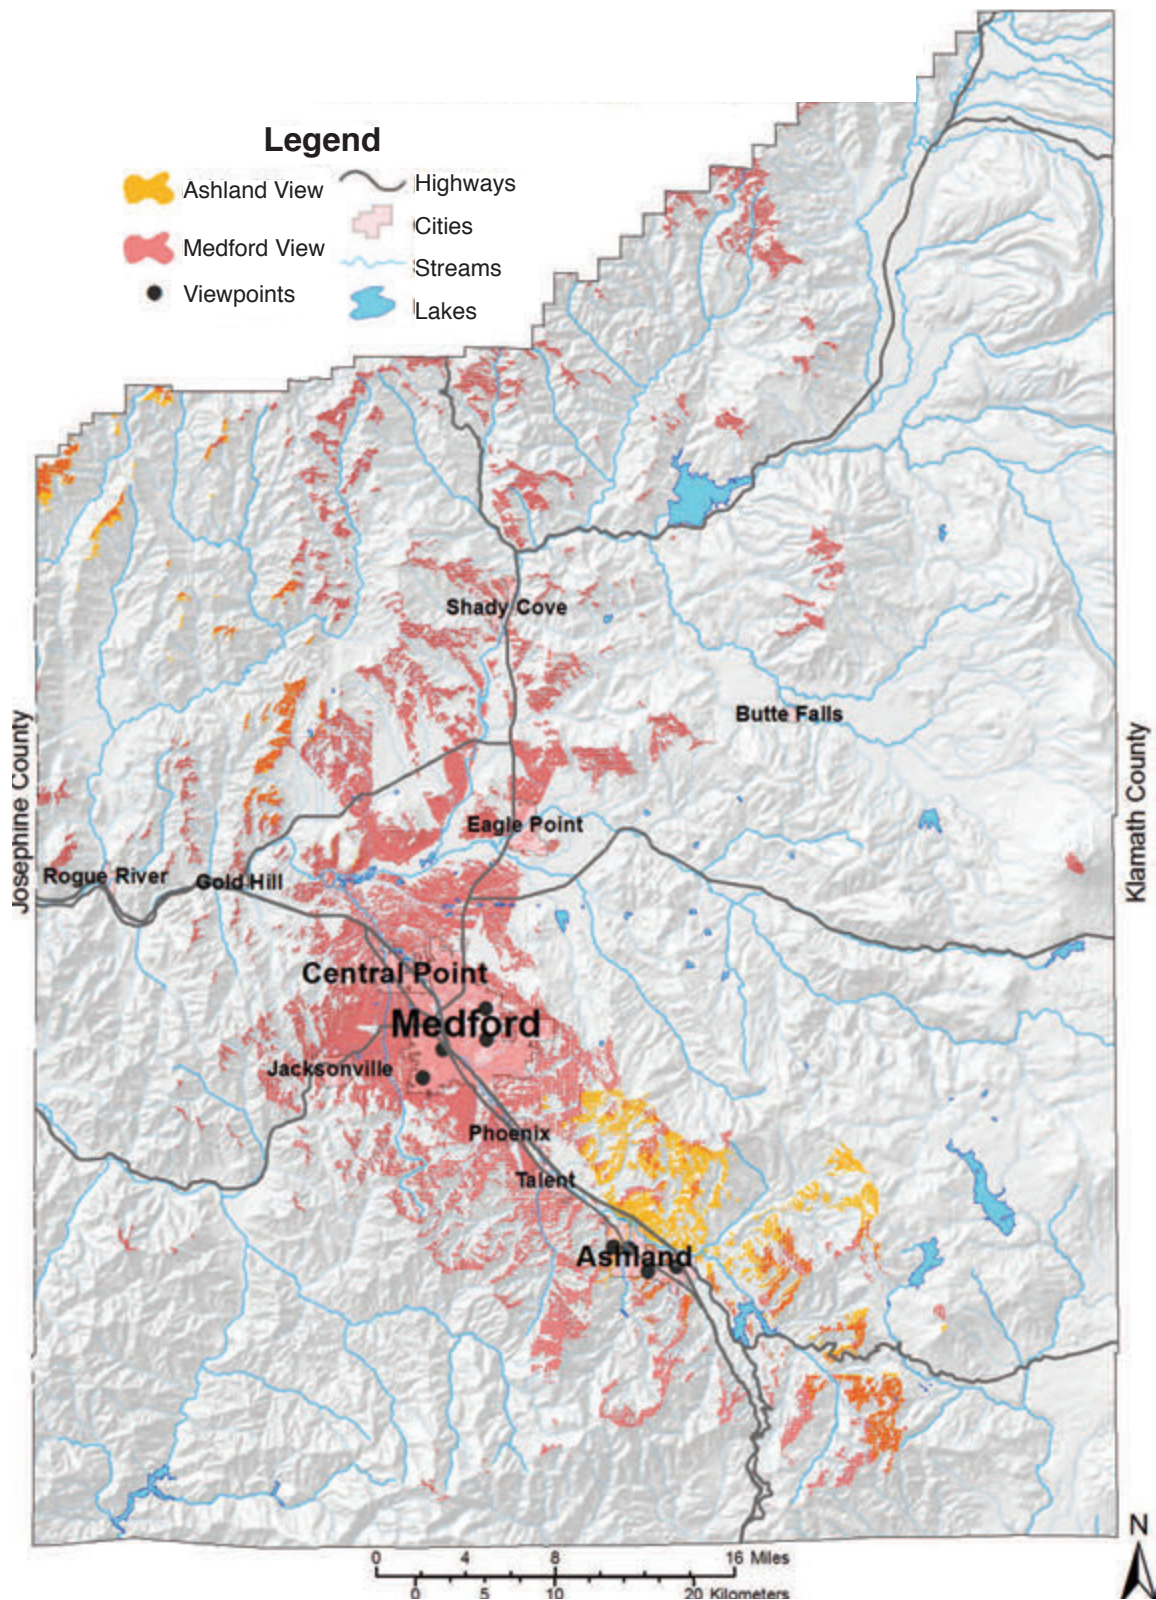 Legend
Ashland View
Highways
Cities
Medford View
Streams
Viewpoints
Lakes
Shady Cove
Butte Falls
Josephine County
Klamath County
Eagle Point
Rogue River
Gold Hill
Central Point
Medford
Jacksonville
Phoenix
Talent
Ashland
N
0 4 8 16 Miles
0 5 10 20 Kilometers